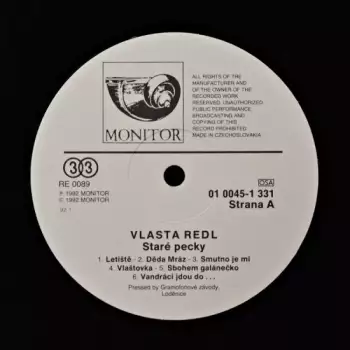 ALL RIGHTS OF THE
MANUFACTURER AND
OF THE OWNER OF THE
RECORDED WORK
RESERVED. UNAUTHORIZED
PUBLIC PERFORMANCE
BROADCASTING AND
COPYING OF THIS
RECORD PROHIBITED
MADE IN CZECHOSLOVAKIA
MONITOR
33
RE 0089
℗ 1992 MONITOR
© 1992 MONITOR
OSA
01 0045-1 331
Strana A
VLASTA REDL
Staré pecky
1. Letiště - 2. Děda Mráz - 3. Smutno je mi
4. Vlaštovka - 5. Sbohem galánečko
6. Vandráci jdou do . . .
Pressed by Gramofonové závody,
Loděnice